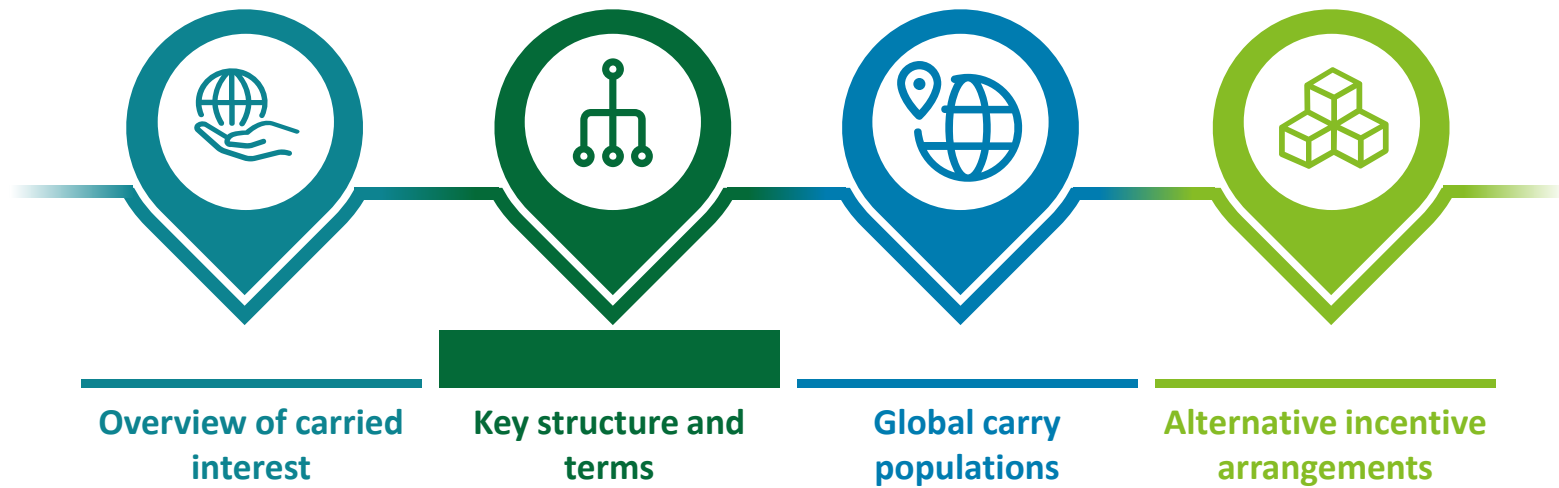 Overview of carried
interest
Key structure and
terms
Global carry
populations
Alternative incentive
arrangements